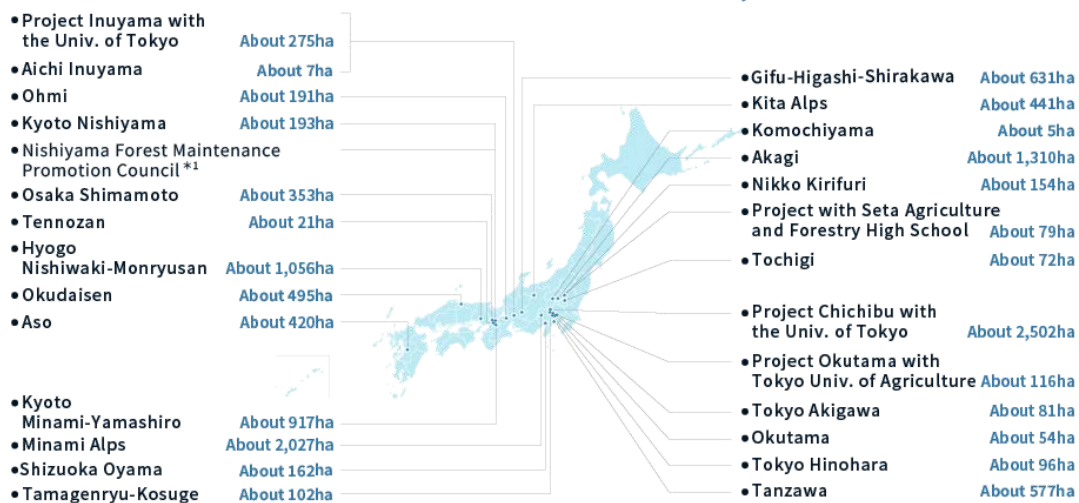 •Project Inuyama with
the Univ. of Tokyo About 275ha
•Aichi Inuyama About 7ha
•Ohmi About 191ha
•Kyoto Nishiyama About 193ha
•Nishiyama Forest Maintenance
Promotion Council *1
•Osaka Shimamoto About 353ha
•Tennozan About 21ha
•Hyogo
Nishiwaki-Monryusan About 1,056ha
•Okudaisen About 495ha
•Aso About 420ha
•Kyoto
Minami-Yamashiro About 917ha
•Minami Alps About 2,027ha
•Shizuoka Oyama About 162ha
•Tamagenryu-Kosuge About 102ha
•Gifu-Higashi-Shirakawa About 631ha
•Kita Alps About 441ha
•Komochiyama About 5ha
•Akagi About 1,310ha
•Nikko Kirifuri About 154ha
•Project with Seta Agriculture
and Forestry High School About 79ha
•Tochigi About 72ha
•Project Chichibu with
the Univ. of Tokyo About 2,502ha
•Project Okutama with
Tokyo Univ. of Agriculture About 116ha
•Tokyo Akigawa About 81ha
•Okutama About 54ha
•Tokyo Hinohara About 96ha
•Tanzawa About 577ha